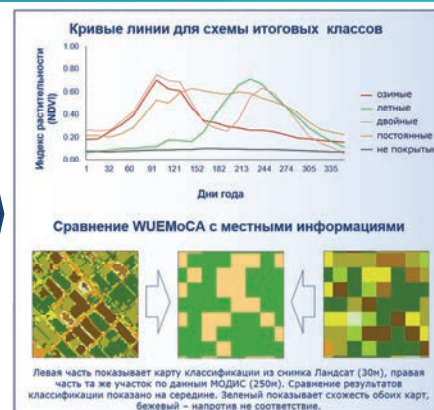 Кривые линии для схемы итоговых классов
Индекс растительности
(NDVI)
1.00
0.80
0.60
0.40
0.20
0.00
1 32 60 91 121 152 182 213 244 274 305 335
Дни года
озимые
летные
двойные
постоянные
не покрытые
Сравнение WUEMoCA с местными информациями
Левая часть показывает карту классификации из снимка Ландсат (30м), правая
часть та же участок по данным МОДИС (250м). Сравнение результатов
классификации показано на середине. Зеленый показывает схожесть обоих карт,
бежевый – напротив не соответствие.